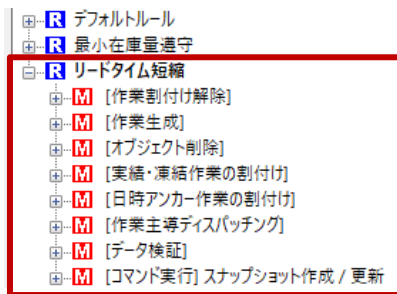 R デフォルトルール
R 最小在庫量遵守
R リードタイム短縮
M [作業割付け解除]
M [作業生成]
M [オブジェクト削除]
M [実績・凍結作業の割付け]
M [日時アンカー作業の割付け]
M [作業主導ディスパッチング]
M [データ検証]
M [コマンド実行] スナップショット作成 / 更新